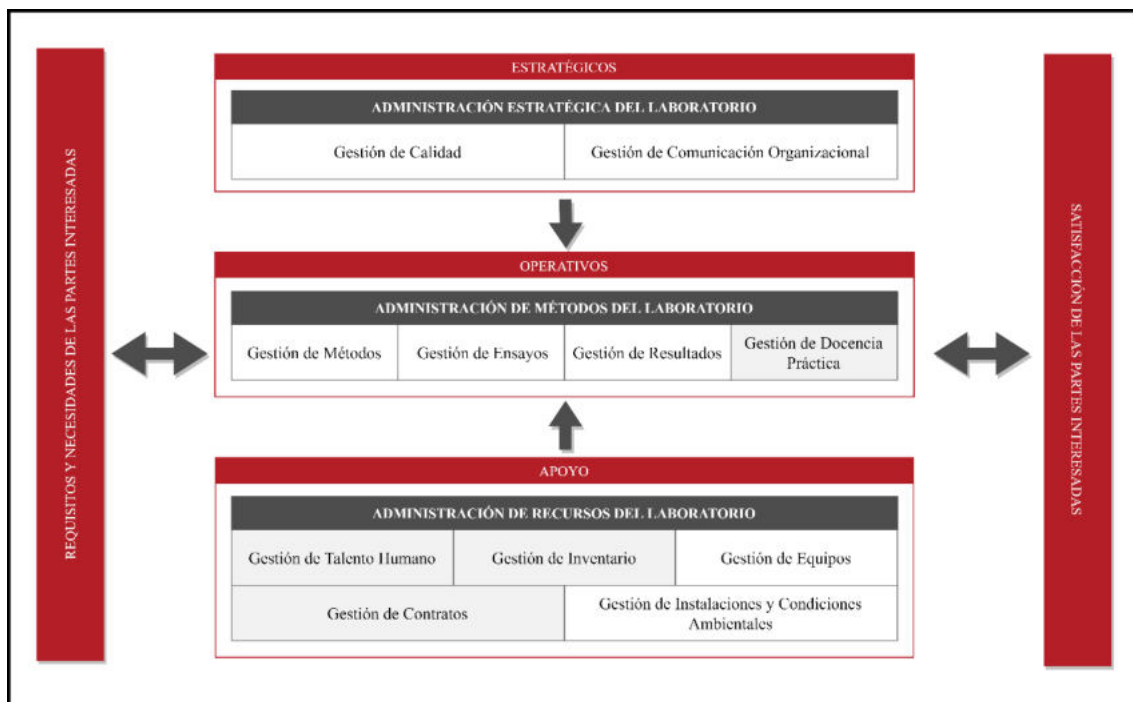 REQUISITOS Y NECESIDADES DE LAS PARTES INTERESADAS
ESTRATÉGICOS
ADMINISTRACIÓN ESTRATÉGICA DEL LABORATORIO
Gestión de Calidad
Gestión de Comunicación Organizacional
OPERATIVOS
ADMINISTRACIÓN DE MÉTODOS DEL LABORATORIO
Gestión de Métodos
Gestión de Ensayos
Gestión de Resultados
Gestión de Docencia
Práctica
APOYO
ADMINISTRACIÓN DE RECURSOS DEL LABORATORIO
Gestión de Talento Humano
Gestión de Inventario
Gestión de Equipos
Gestión de Contratos
Gestión de Instalaciones y Condiciones
Ambientales
SATISFACCIÓN DE LAS PARTES INTERESADAS